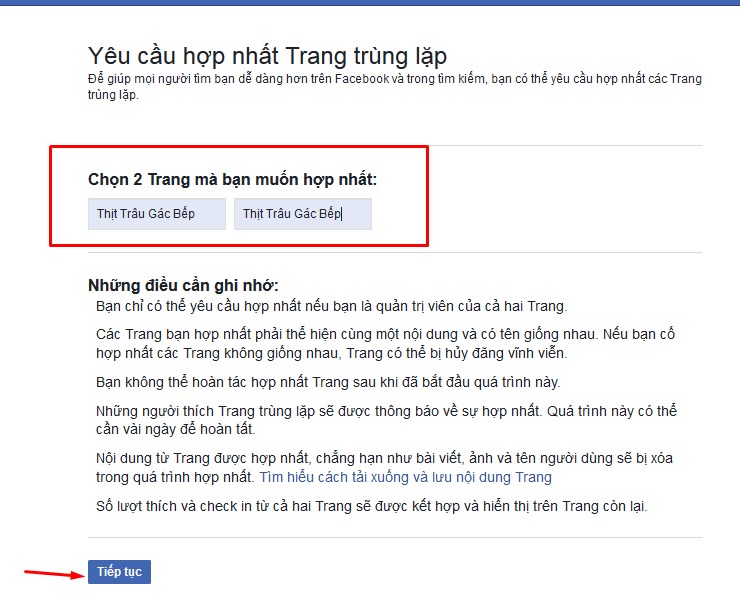 Yêu cầu hợp nhất Trang trùng lặp
Để giúp mọi người tìm bạn dễ dàng hơn trên Facebook và trong tìm kiếm, bạn có thể yêu cầu hợp nhất các Trang
trùng lặp.
Chọn 2 Trang mà bạn muốn hợp nhất:
Thịt Trâu Gác Bếp Thịt Trâu Gác Bếp
Những điều cần ghi nhớ:
Bạn chỉ có thể yêu cầu hợp nhất nếu bạn là quản trị viên của cả hai Trang.
Các Trang bạn hợp nhất phải thể hiện cùng một nội dung và có tên giống nhau. Nếu bạn cố
hợp nhất các Trang không giống nhau, Trang có thể bị hủy đăng vĩnh viễn.
Bạn không thể hoàn tác hợp nhất Trang sau khi đã bắt đầu quá trình này.
Những người thích Trang trùng lặp sẽ được thông báo về sự hợp nhất. Quá trình này có thể
cần vài ngày để hoàn tất.
Nội dung từ Trang được hợp nhất, chẳng hạn như bài viết, ảnh và tên người dùng sẽ bị xóa
trong quá trình hợp nhất. Tìm hiểu cách tải xuống và lưu nội dung Trang
Số lượt thích và check in từ cả hai Trang sẽ được kết hợp và hiển thị trên Trang còn lại.
Tiếp tục